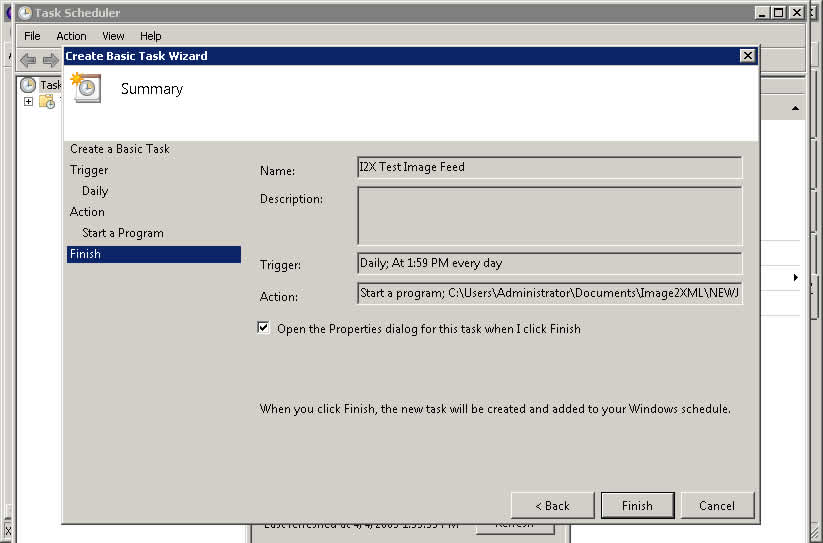 Task Scheduler
File Action View Help
Create Basic Task Wizard
Task
Summary
Create a Basic Task
Trigger
Daily
Action
Start a Program
Finish
Name:
I2X Test Image Feed
Description:
Trigger:
Daily; At 1:59 PM every day
Action:
Start a program; C:\Users\Administrator\Documents\Image2XML\NEWJ
Open the Properties dialog for this task when I click Finish
When you click Finish, the new task will be created and added to your Windows schedule.
< Back
Finish
Cancel
Last refreshed at